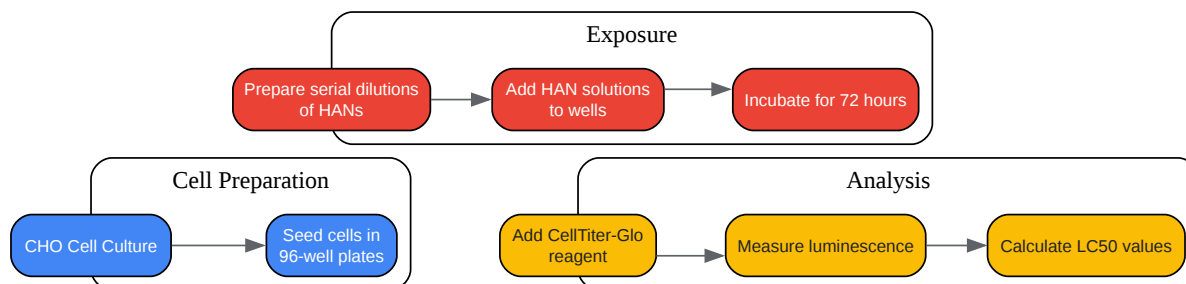 Exposure
Prepare serial dilutions
of HANs
Add HAN solutions
to wells
Incubate for 72 hours
Cell Preparation
CHO Cell Culture
Seed cells in
96-well plates
Analysis
Add CellTiter-Glo
reagent
Measure luminescence
Calculate LC50 values